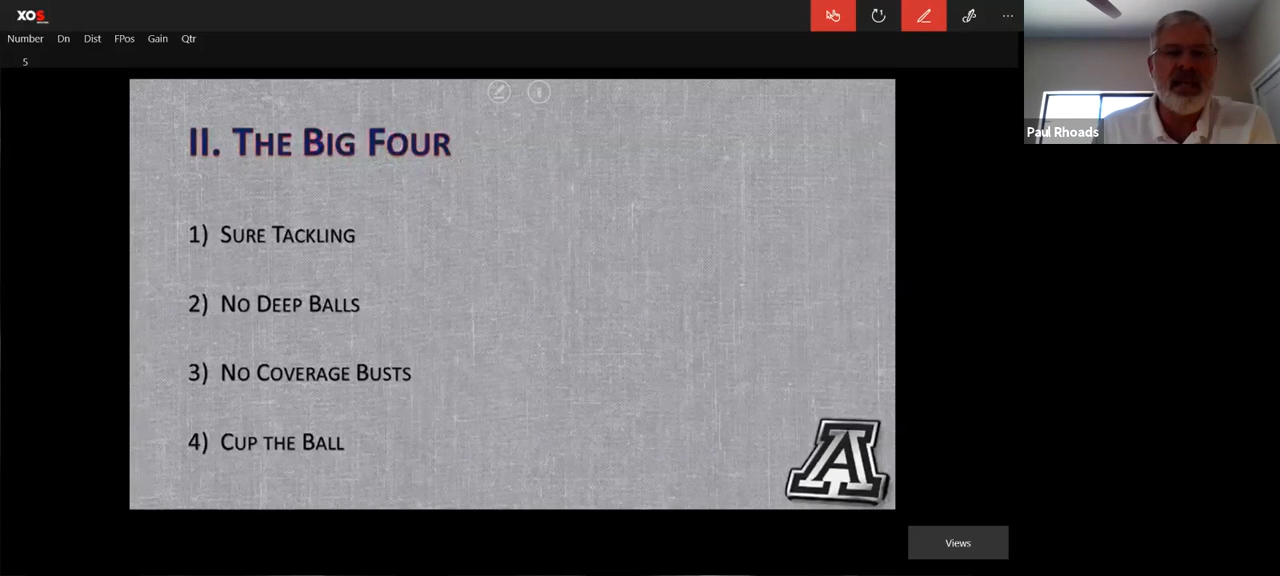 XOS
Number Dn Dist FPos Gain Qtr
5
II. THE BIG FOUR
1) SURE TACKLING
2) NO DEEP BALLS
3) NO COVERAGE BUSTS
4) CUP THE BALL
A
Paul Rhoads
Views